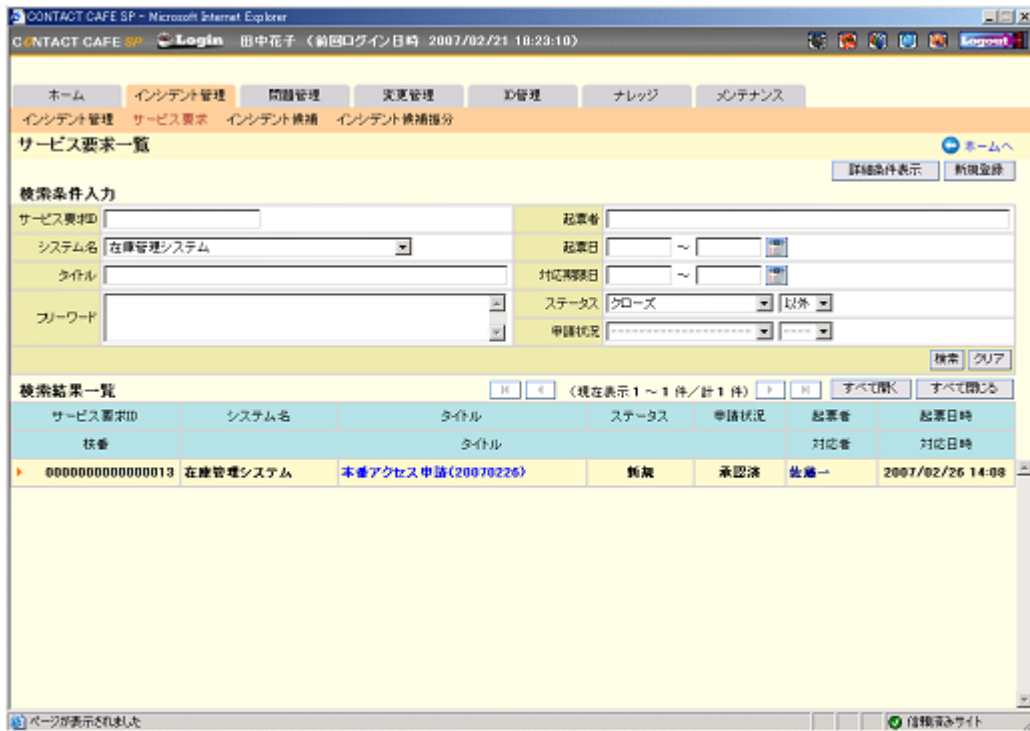 CONTACT CAFE SP - Microsoft Internet Explorer
CONTACT CAFE SP Login 田中花子 (前回ログイン日時 2007/02/21 18:23:10) Logout
ホーム インシデント管理 問題管理 変更管理 ID管理 ナレッジ メンテナンス
インシデント管理 サービス要求 インシデント候補 インシデント候補振分
サービス要求一覧 ホームへ
詳細条件表示 新規登録
検索条件入力
サービス要求ID 起票者
システム名 在庫管理システム 起票日 ～
タイトル 対応期限日 ～
フリーワード ステータス クローズ 以外
申請状況 -------------------- ----
検索 クリア
検索結果一覧 (現在表示 1 ～ 1 件/計 1 件) すべて開く すべて閉じる
サービス要求ID システム名 タイトル ステータス 申請状況 起票者 起票日時
枝番 タイトル 対応者 対応日時
0000000000000013 在庫管理システム 本番アクセス申請(20070226) 新規 承認済 佐藤一 2007/02/26 14:08
ページが表示されました 信頼済みサイト